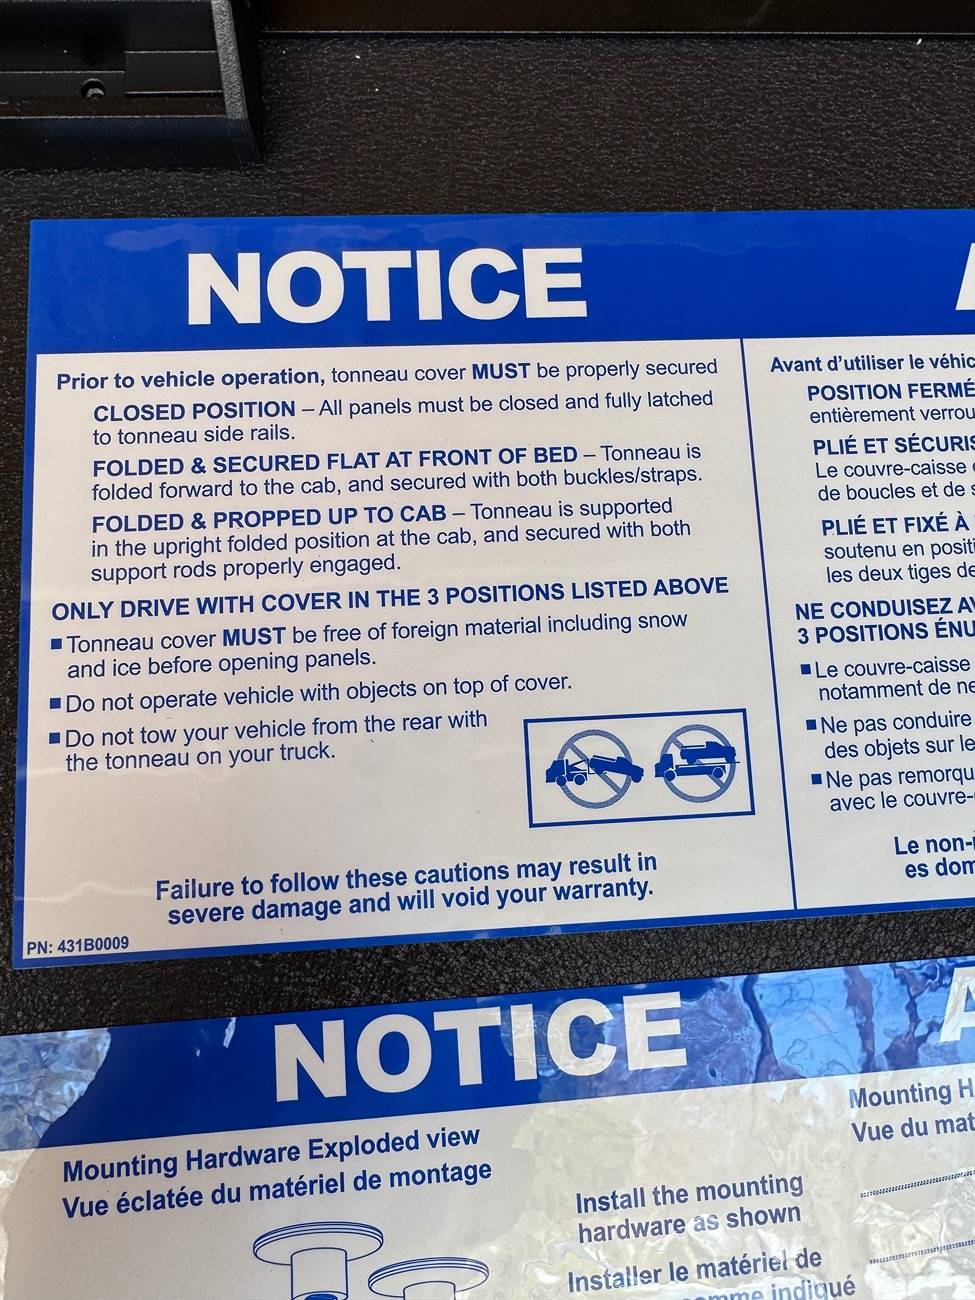 NOTICE
Prior to vehicle operation, tonneau cover MUST be properly secured
CLOSED POSITION – All panels must be closed and fully latched
to tonneau side rails.
FOLDED & SECURED FLAT AT FRONT OF BED – Tonneau is
folded forward to the cab, and secured with both buckles/straps.
FOLDED & PROPPED UP TO CAB – Tonneau is supported
in the upright folded position at the cab, and secured with both
support rods properly engaged.
ONLY DRIVE WITH COVER IN THE 3 POSITIONS LISTED ABOVE
■ Tonneau cover MUST be free of foreign material including snow
and ice before opening panels.
■ Do not operate vehicle with objects on top of cover.
■ Do not tow your vehicle from the rear with
the tonneau on your truck.
Failure to follow these cautions may result in
severe damage and will void your warranty.
PN: 431B0009
A
Avant d'utiliser le véhic
POSITION FERMÉ
entièrement verrou
PLIÉ ET SÉCURIS
Le couvre-caisse
de boucles et de s
PLIÉ ET FIXÉ À
soutenu en positi
les deux tiges de
NE CONDUISEZ AV
3 POSITIONS ÉNU
■ Le couvre-caisse
notamment de ne
■ Ne pas conduire
des objets sur le
■ Ne pas remorqu
avec le couvre-
Le non-
es dom
NOTICE
A
Mounting Hardware Exploded view
Vue éclatée du matériel de montage
Install the mounting
hardware as shown
Installer le matériel de
comme indiqué
Mounting H
Vue du mat